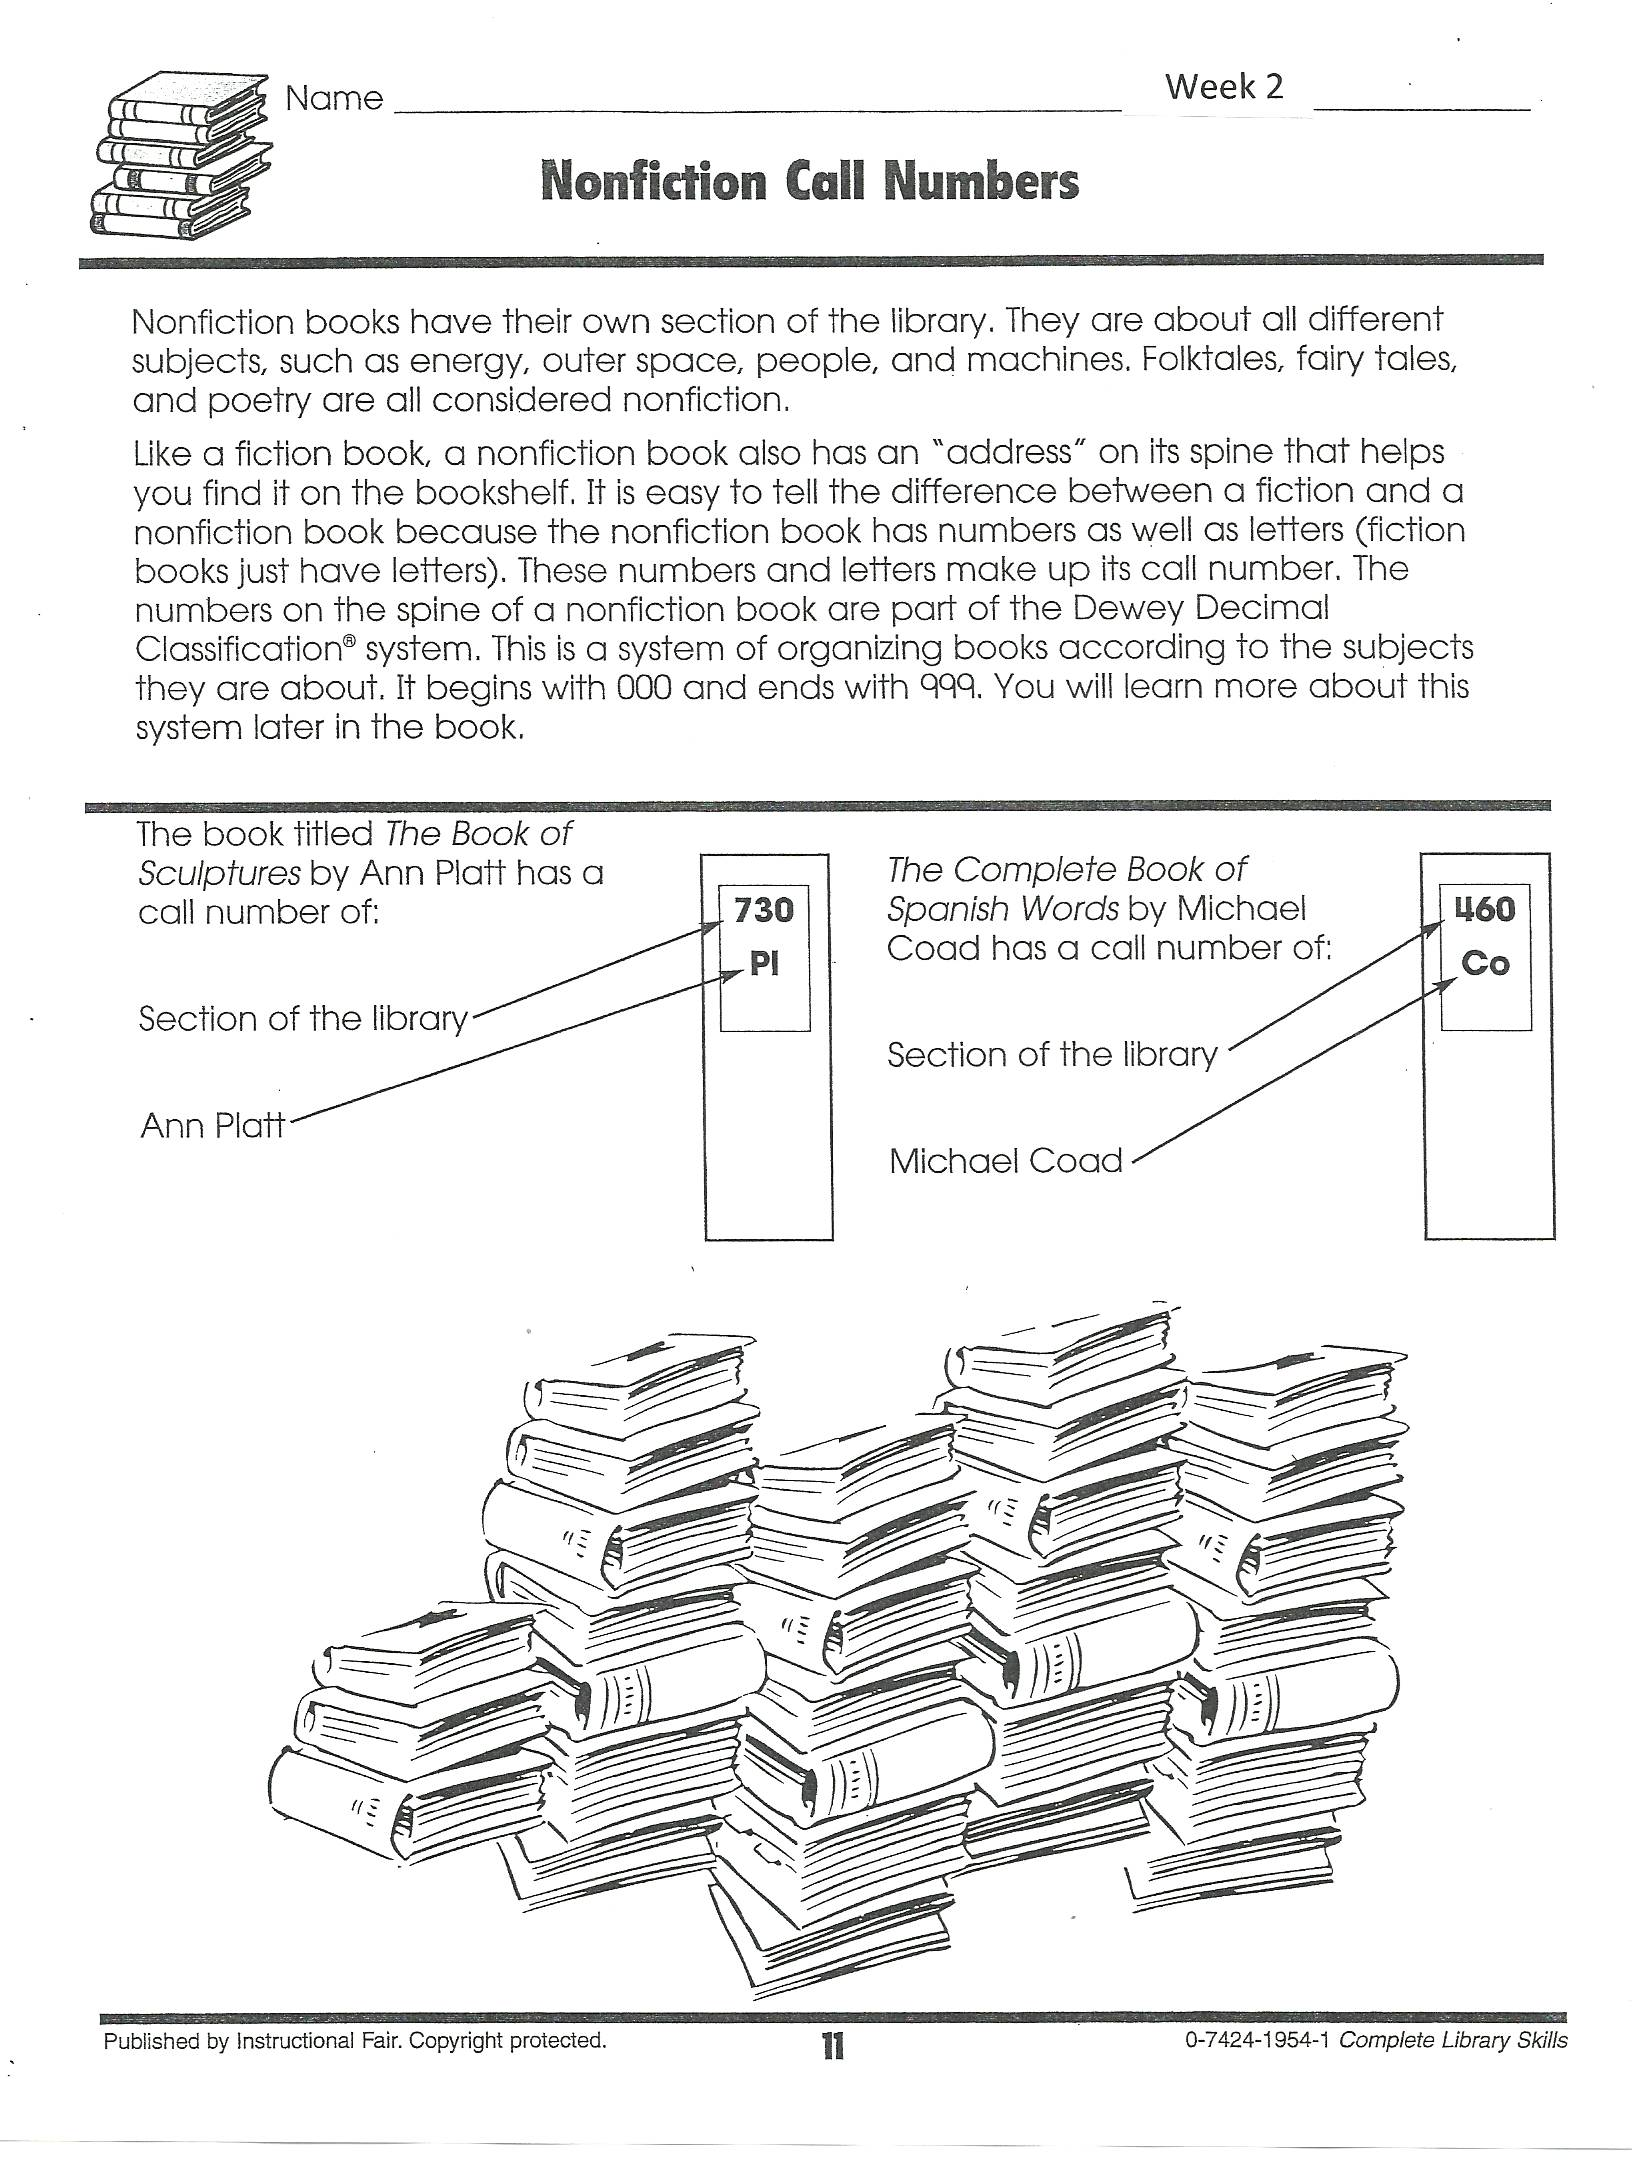 Name Week 2
Nonfiction Call Numbers
Nonfiction books have their own section of the library. They are about all different
subjects, such as energy, outer space, people, and machines. Folktales, fairy tales,
and poetry are all considered nonfiction.
Like a fiction book, a nonfiction book also has an "address" on its spine that helps
you find it on the bookshelf. It is easy to tell the difference between a fiction and a
nonfiction book because the nonfiction book has numbers as well as letters (fiction
books just have letters). These numbers and letters make up its call number. The
numbers on the spine of a nonfiction book are part of the Dewey Decimal
Classification® system. This is a system of organizing books according to the subjects
they are about. It begins with 000 and ends with 999. You will learn more about this
system later in the book.
The book titled The Book of
Sculptures by Ann Platt has a
call number of:
730
Pl
Section of the library
Ann Platt
The Complete Book of
Spanish Words by Michael
Coad has a call number of:
460
Co
Section of the library
Michael Coad
Published by Instructional Fair. Copyright protected.
11
0-7424-1954-1 Complete Library Skills